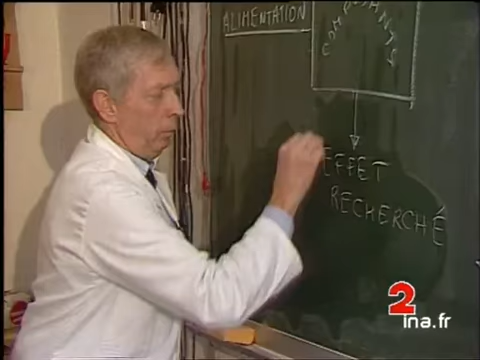 ALIMENTATION
COMPOSANTS
EFFET
RECHERCHÉ
2
ina.fr